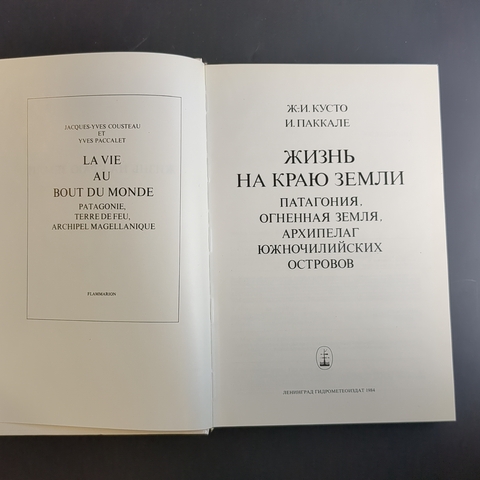 JACQUES-YVES COUSTEAU
ET
YVES PACCALET
LA VIE
AU
BOUT DU MONDE
PATAGONIE,
TERRE DE FEU,
ARCHIPEL MAGELLANIQUE
FLAMMARION
Ж.-И. КУСТО
И. ПАККАЛЕ
ЖИЗНЬ
НА КРАЮ ЗЕМЛИ
ПАТАГОНИЯ,
ОГНЕННАЯ ЗЕМЛЯ,
АРХИПЕЛАГ
ЮЖНОЧИЛИЙСКИХ
ОСТРОВОВ
ЛЕНИНГРАД ГИДРОМЕТЕОИЗДАТ 1984